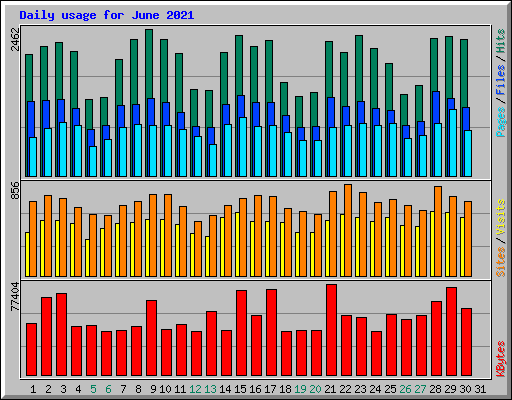 Daily usage for June 2021
2462
Pages / Files / Hits
856
Sites / Visits
77404
KBytes
1 2 3 4 5 6 7 8 9 10 11 12 13 14 15 16 17 18 19 20 21 22 23 24 25 26 27 28 29 30 31